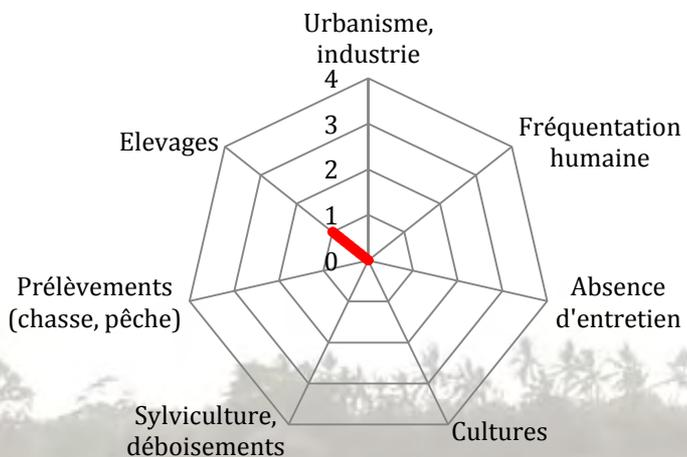 Urbanisme,
industrie
4
3
2
1
0
Elevages
Fréquentation
humaine
Prélèvements
(chasse, pêche)
Absence
d'entretien
Sylviculture,
déboisements
Cultures